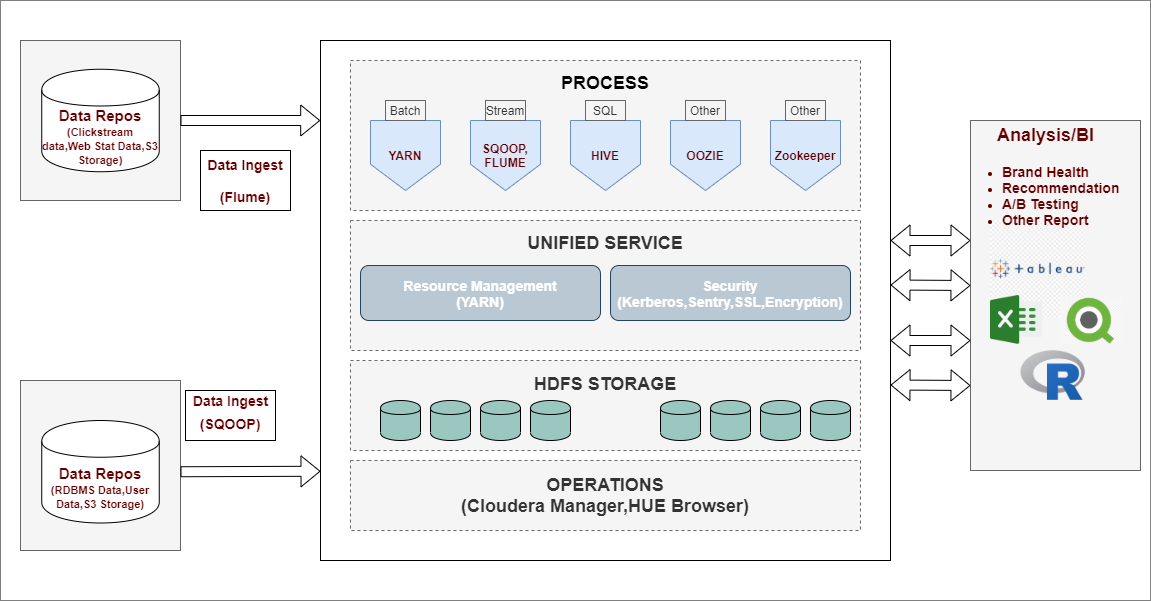 Data Repos
(Clickstream
data,Web Stat Data,S3
Storage)
Data Ingest
(Flume)
Data Ingest
(SQOOP)
Data Repos
(RDBMS Data,User
Data,S3 Storage)
PROCESS
Batch
YARN
Stream
SQOOP,
FLUME
SQL
HIVE
Other
OOZIE
Other
Zookeeper
UNIFIED SERVICE
Resource Management
(YARN)
Security
(Kerberos,Sentry,SSL,Encryption)
HDFS STORAGE
OPERATIONS
(Cloudera Manager,HUE Browser)
Analysis/BI
Brand Health
Recommendation
A/B Testing
Other Report
tableau
X
R